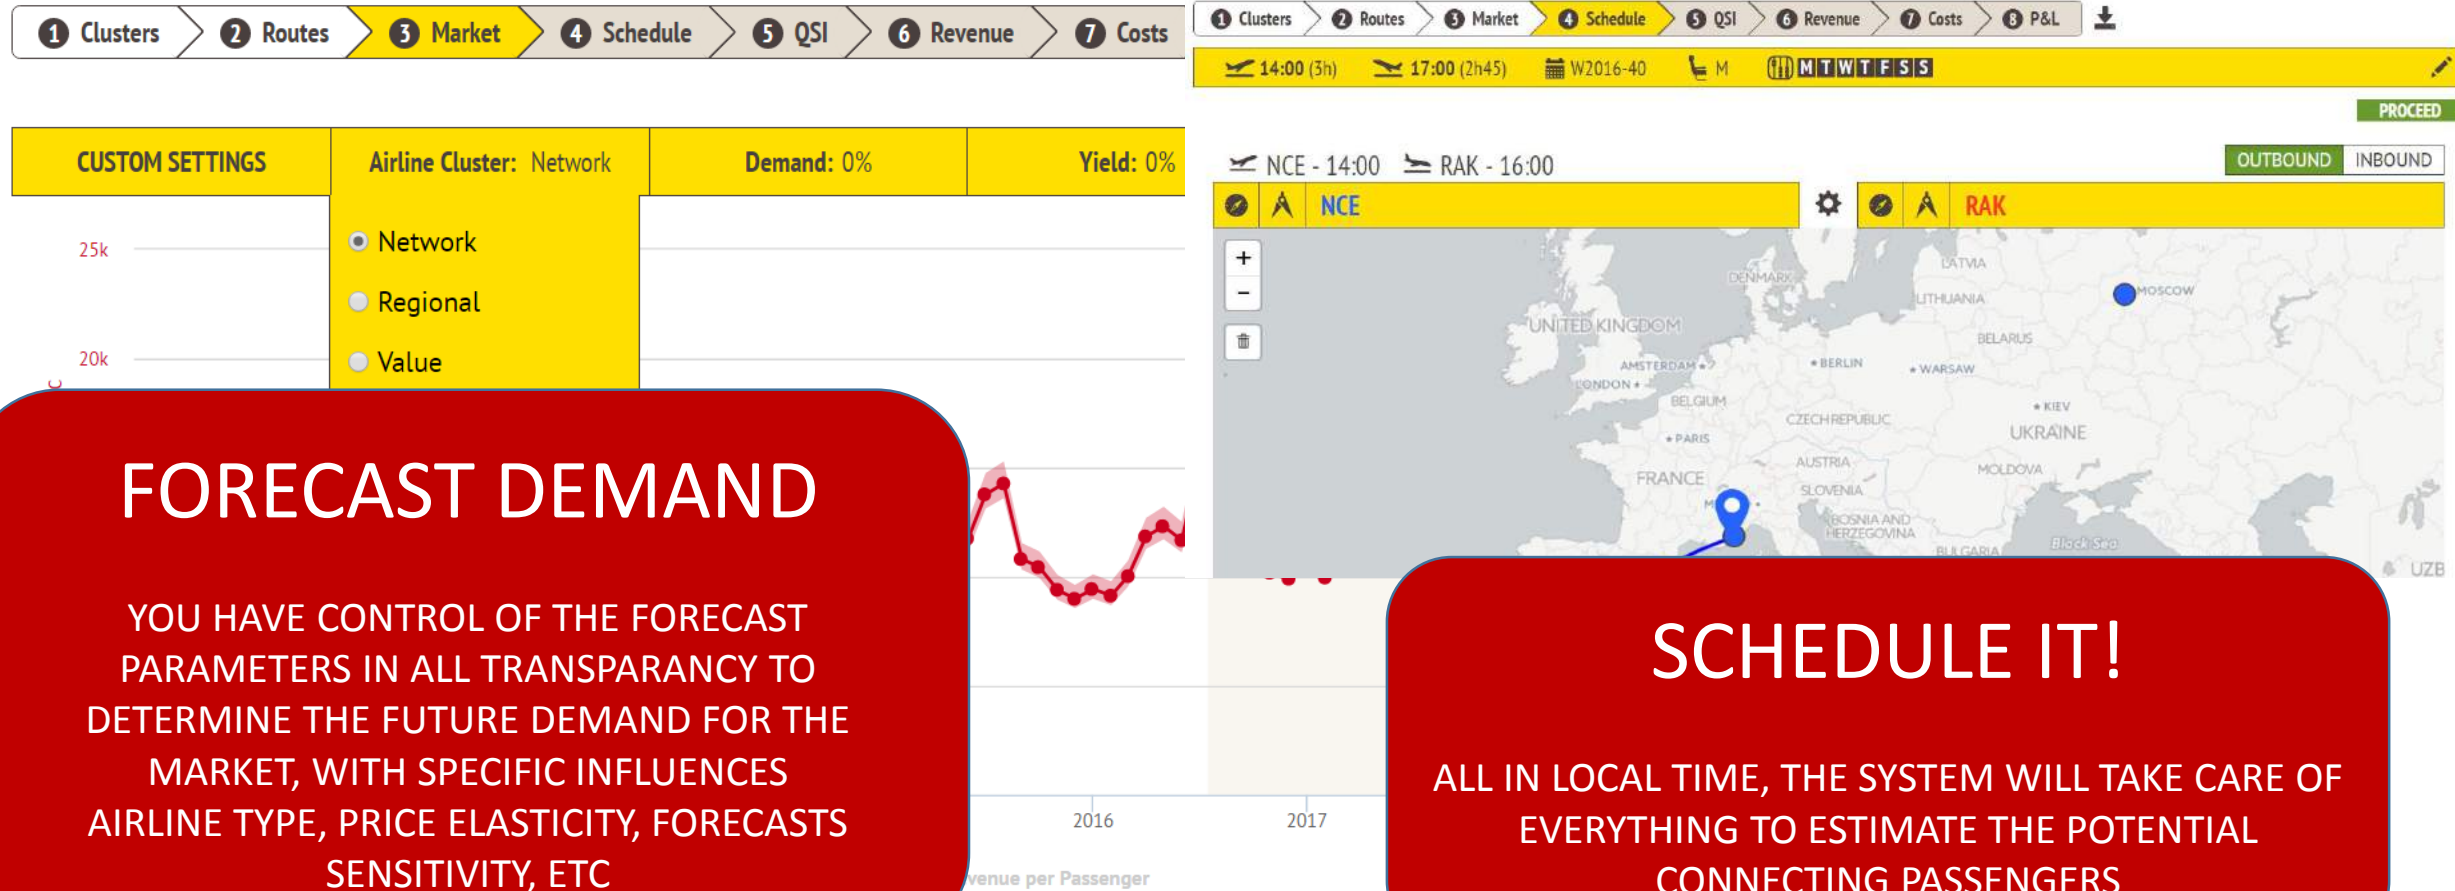 1 Clusters 2 Routes 3 Market 4 Schedule 5 QSI 6 Revenue 7 Costs
CUSTOM SETTINGS Airline Cluster: Network Demand: 0% Yield: 0%
Network
Regional
Value
25k
20k
FORECAST DEMAND
YOU HAVE CONTROL OF THE FORECAST
PARAMETERS IN ALL TRANSPARANCY TO
DETERMINE THE FUTURE DEMAND FOR THE
MARKET, WITH SPECIFIC INFLUENCES
AIRLINE TYPE, PRICE ELASTICITY, FORECASTS
SENSITIVITY, ETC
2016
2017
venue per Passenger
1 Clusters 2 Routes 3 Market 4 Schedule 5 QSI 6 Revenue 7 Costs 8 P&L
14:00 (3h) 17:00 (2h45) W2016-40 M M T W T F S S
PROCEED
NCE - 14:00 RAK - 16:00
OUTBOUND INBOUND
NCE RAK
+
−
LATVIA
DENMARK
MOSCOW
LITHUANIA
UNITED KINGDOM
BELARUS
AMSTERDAM
BERLIN
WARSAW
LONDON
BELGIUM
KIEV
CZECH REPUBLIC
UKRAINE
PARIS
AUSTRIA
MOLDOVA
FRANCE
SLOVENIA
BOSNIA AND
HERZEGOVINA
BULGARIA
Black Sea
UZB
SCHEDULE IT!
ALL IN LOCAL TIME, THE SYSTEM WILL TAKE CARE OF
EVERYTHING TO ESTIMATE THE POTENTIAL
CONNECTING PASSENGERS